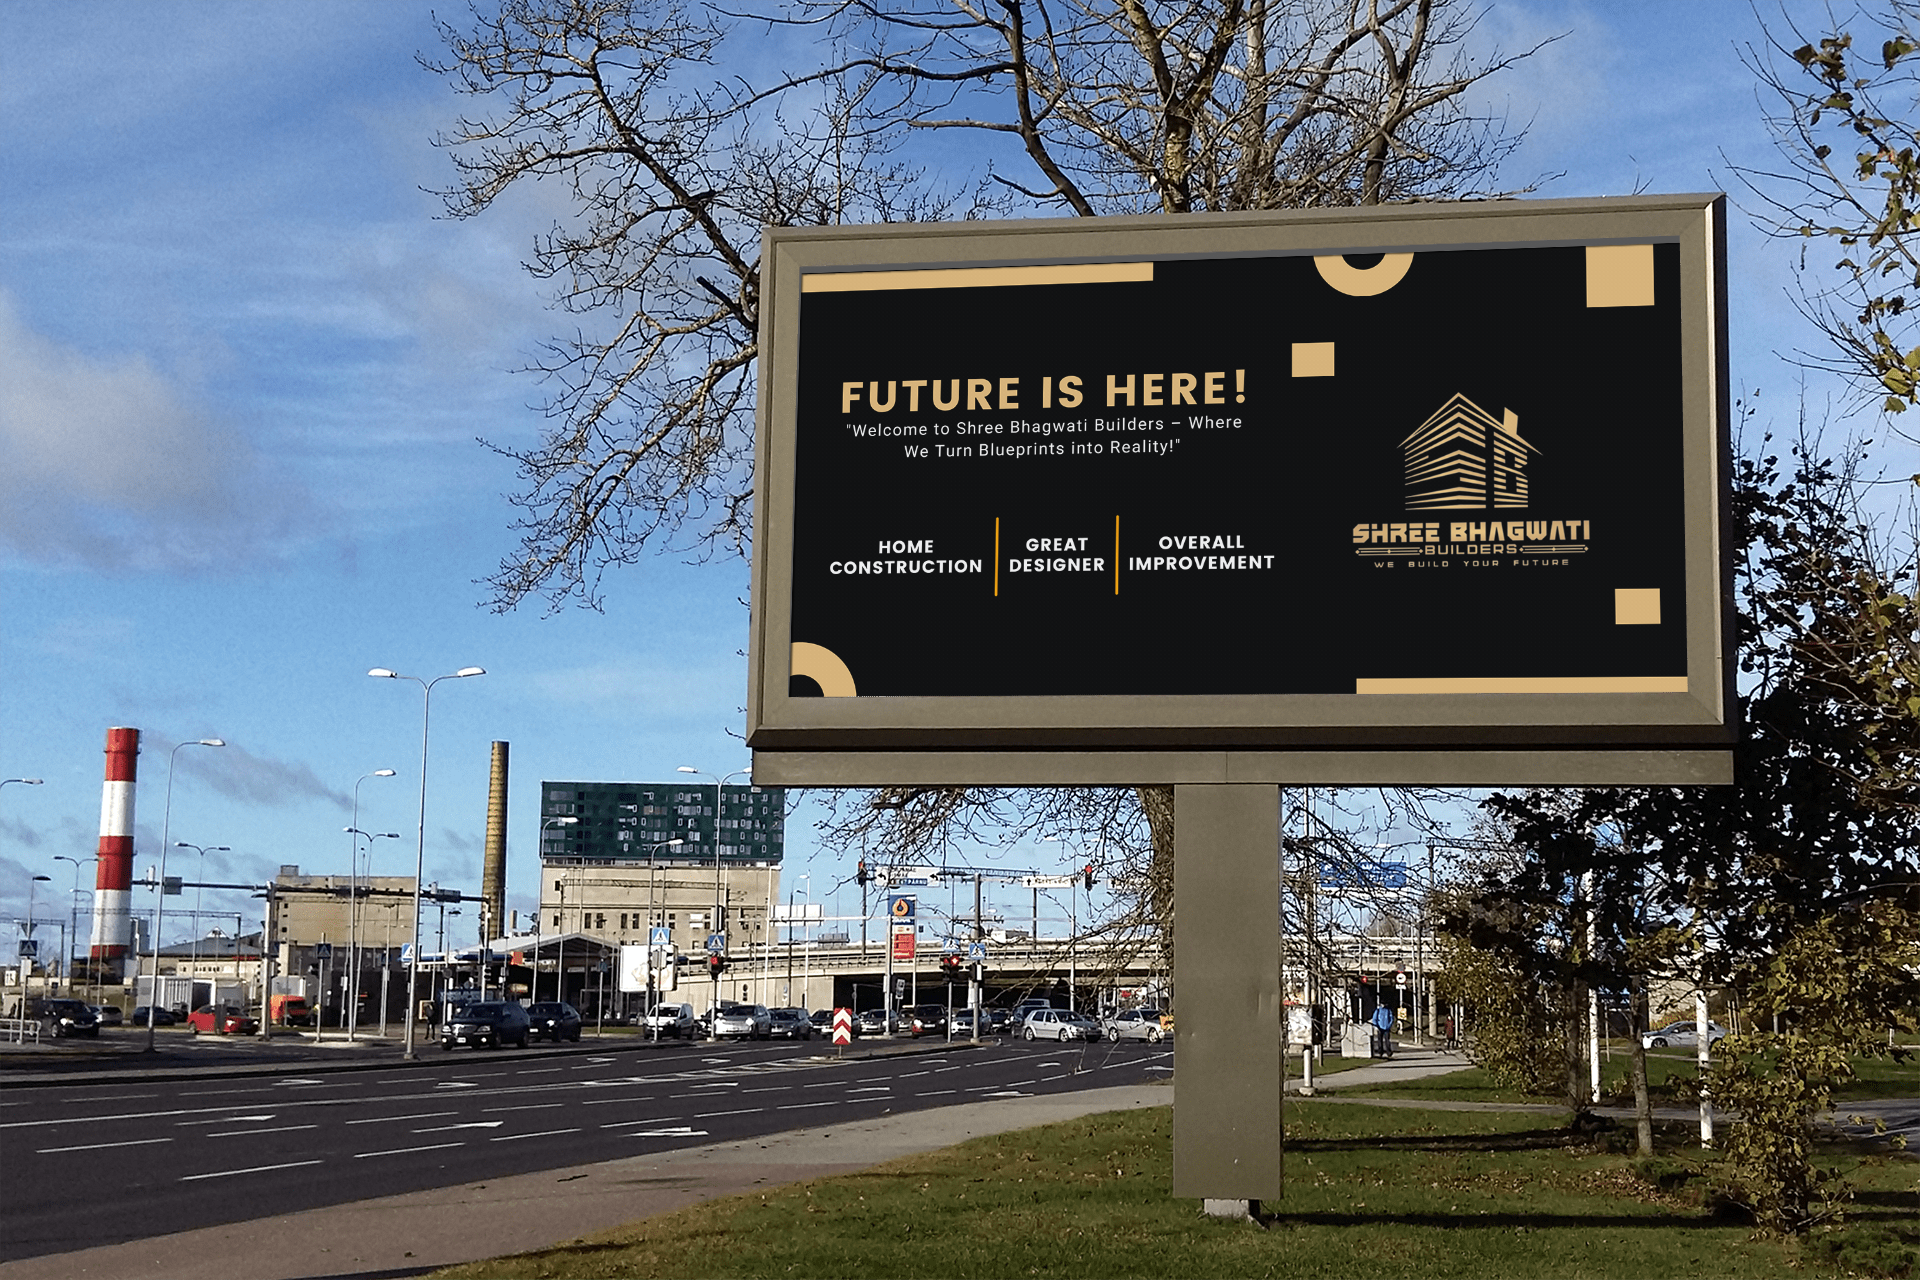 FUTURE IS HERE!
"Welcome to Shree Bhagwati Builders – Where
We Turn Blueprints into Reality!"
HOME
CONSTRUCTION
GREAT
DESIGNER
OVERALL
IMPROVEMENT
SHREE BHAGWATI
BUILDERS
WE BUILD YOUR FUTURE